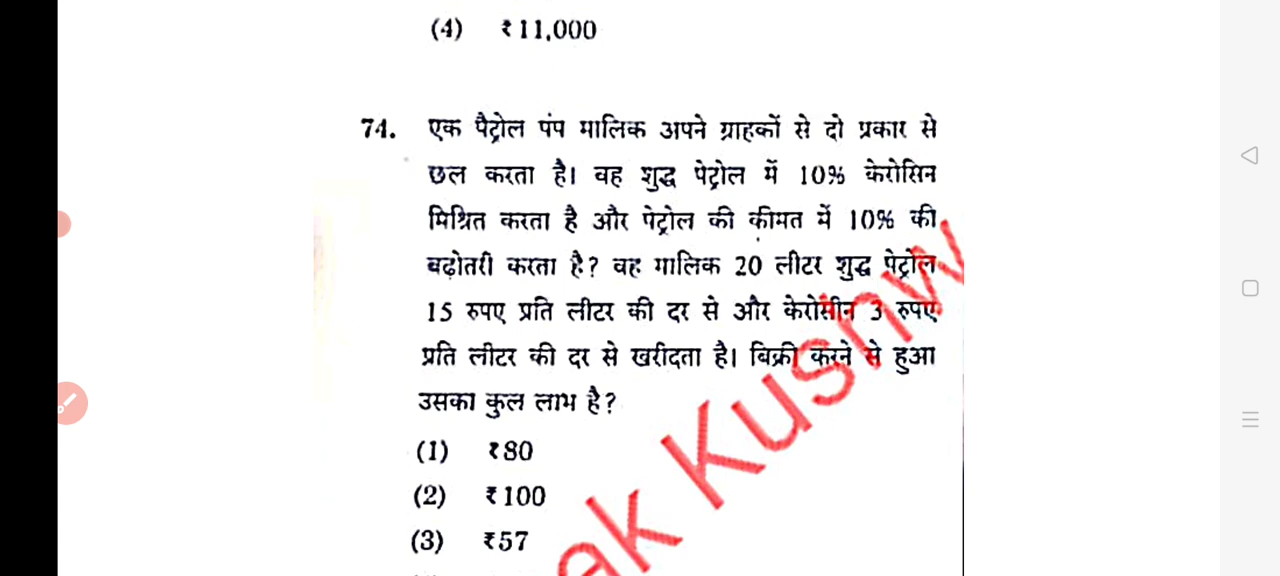 (4) ₹11,000
74. एक पैट्रोल पंप मालिक अपने ग्राहकों से दो प्रकार से
छल करता है। वह शुद्ध पेट्रोल में 10% केरोसिन
मिश्रित करता है और पेट्रोल की कीमत में 10% की
बढ़ोतरी करता है? वह मालिक 20 लीटर शुद्ध पेट्रोल
15 रुपए प्रति लीटर की दर से और केरोसीन 3 रुपए
प्रति लीटर की दर से खरीदता है। बिक्री करने से हुआ
उसका कुल लाभ है?
(1) ₹80
(2) ₹100
(3) ₹57
ak Kushw